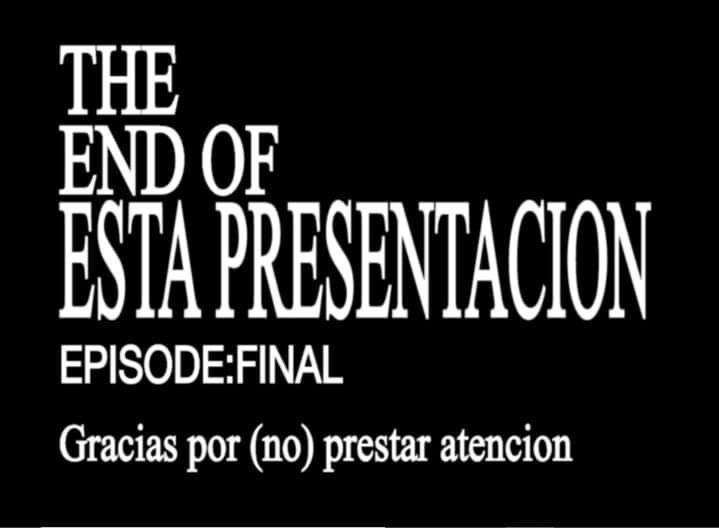 THE
END OF
ESTA PRESENTACION
EPISODE:FINAL
Gracias por (no) prestar atencion